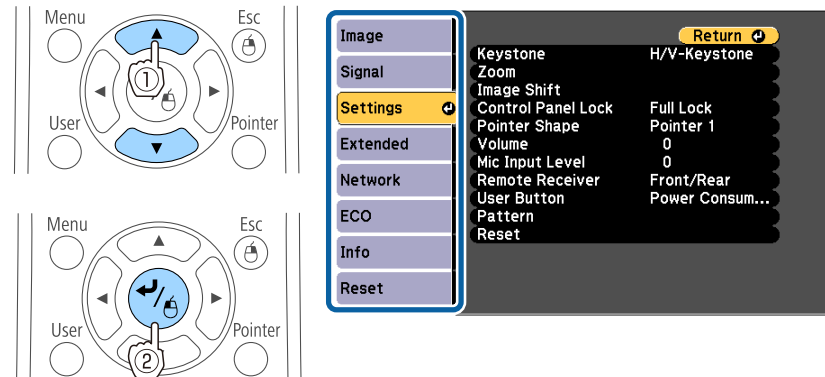 Menu
Esc
1
User
Pointer
Menu
Esc
User
Pointer
2
Image
Signal
Settings
Extended
Network
ECO
Info
Reset
Return
Keystone H/V-Keystone
Zoom
Image Shift
Control Panel Lock Full Lock
Pointer Shape Pointer 1
Volume 0
Mic Input Level 0
Remote Receiver Front/Rear
User Button Power Consum...
Pattern
Reset